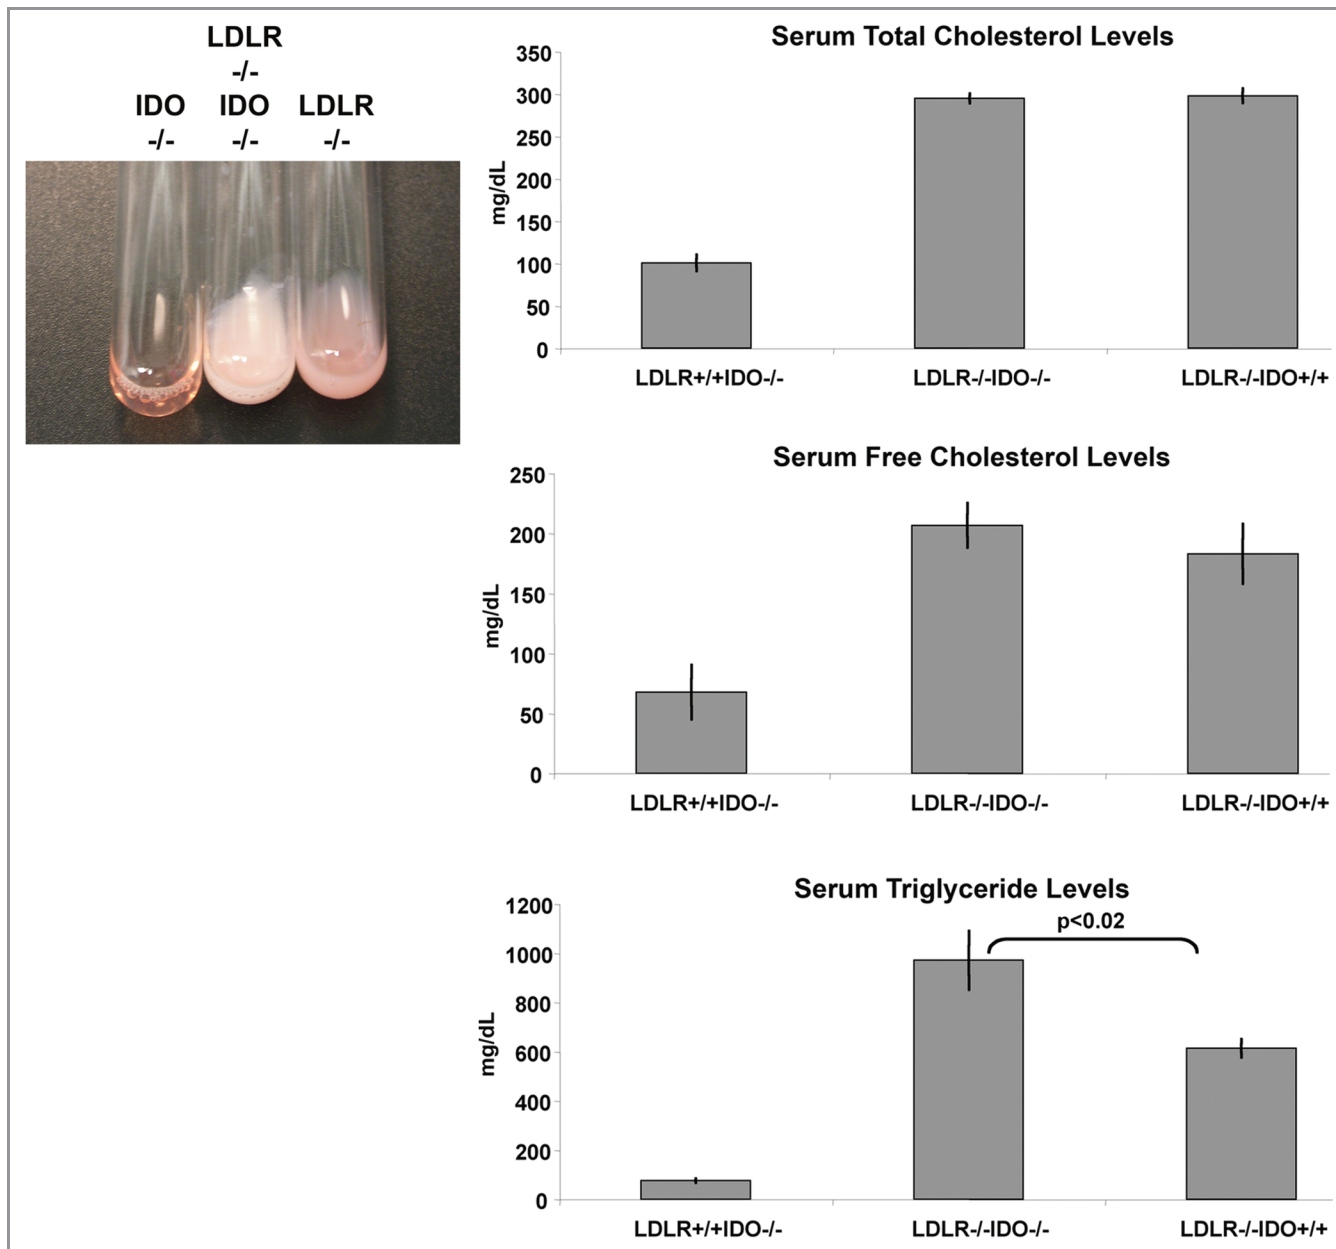 LDLR
-/-
IDO IDO LDLR
-/- -/- -/-
Serum Total Cholesterol Levels
350
300
250
200
150
100
50
0
mg/dL
LDLR+/+IDO-/- LDLR-/-IDO-/- LDLR-/-IDO+/+
Serum Free Cholesterol Levels
250
200
150
100
50
0
mg/dL
LDLR+/+IDO-/- LDLR-/-IDO-/- LDLR-/-IDO+/+
Serum Triglyceride Levels
p<0.02
1200
1000
800
600
400
200
0
mg/dL
LDLR+/+IDO-/- LDLR-/-IDO-/- LDLR-/-IDO+/+